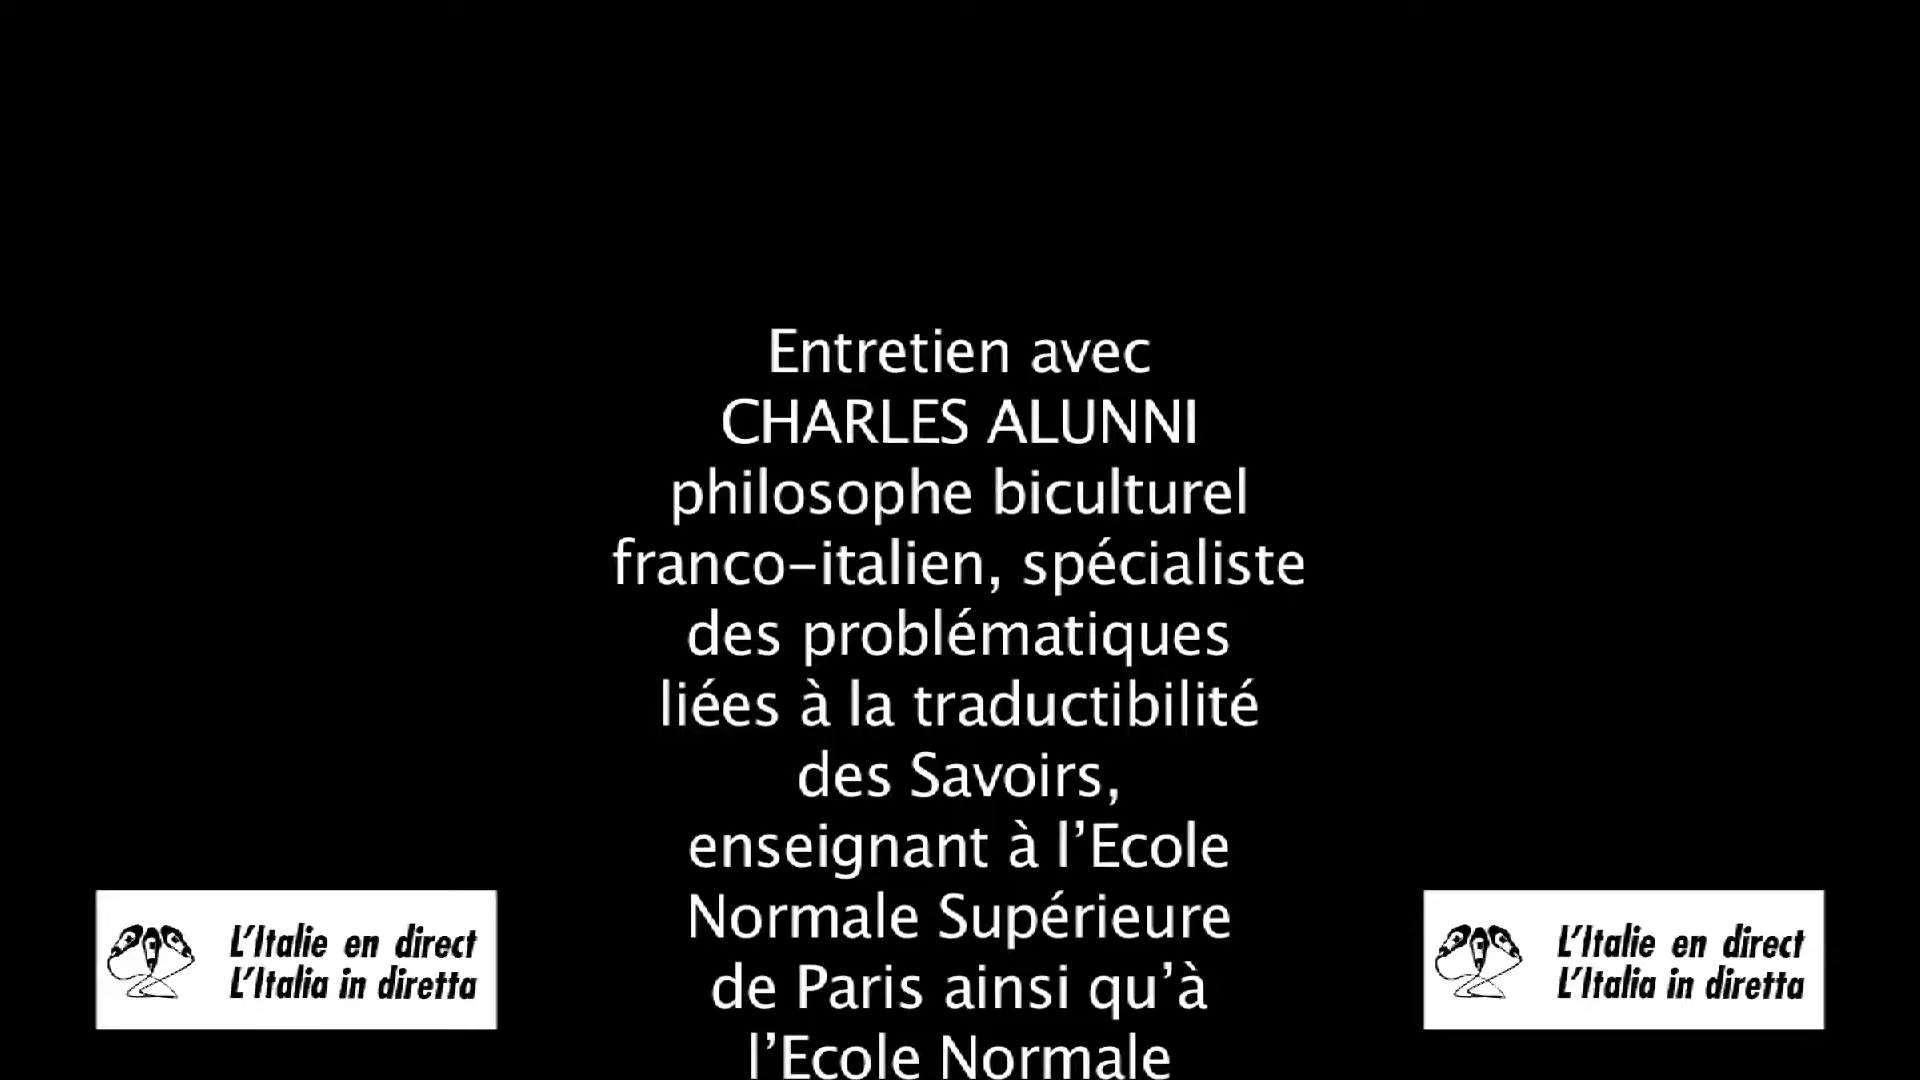 Entretien avec
CHARLES ALUNNI
philosophe biculturel
franco-italien, spécialiste
des problématiques
liées à la traductibilité
des Savoirs,
enseignant à l’Ecole
Normale Supérieure
de Paris ainsi qu’à
l’Ecole Normale
L’Italie en direct
L’Italia in diretta
L’Italie en direct
L’Italia in diretta